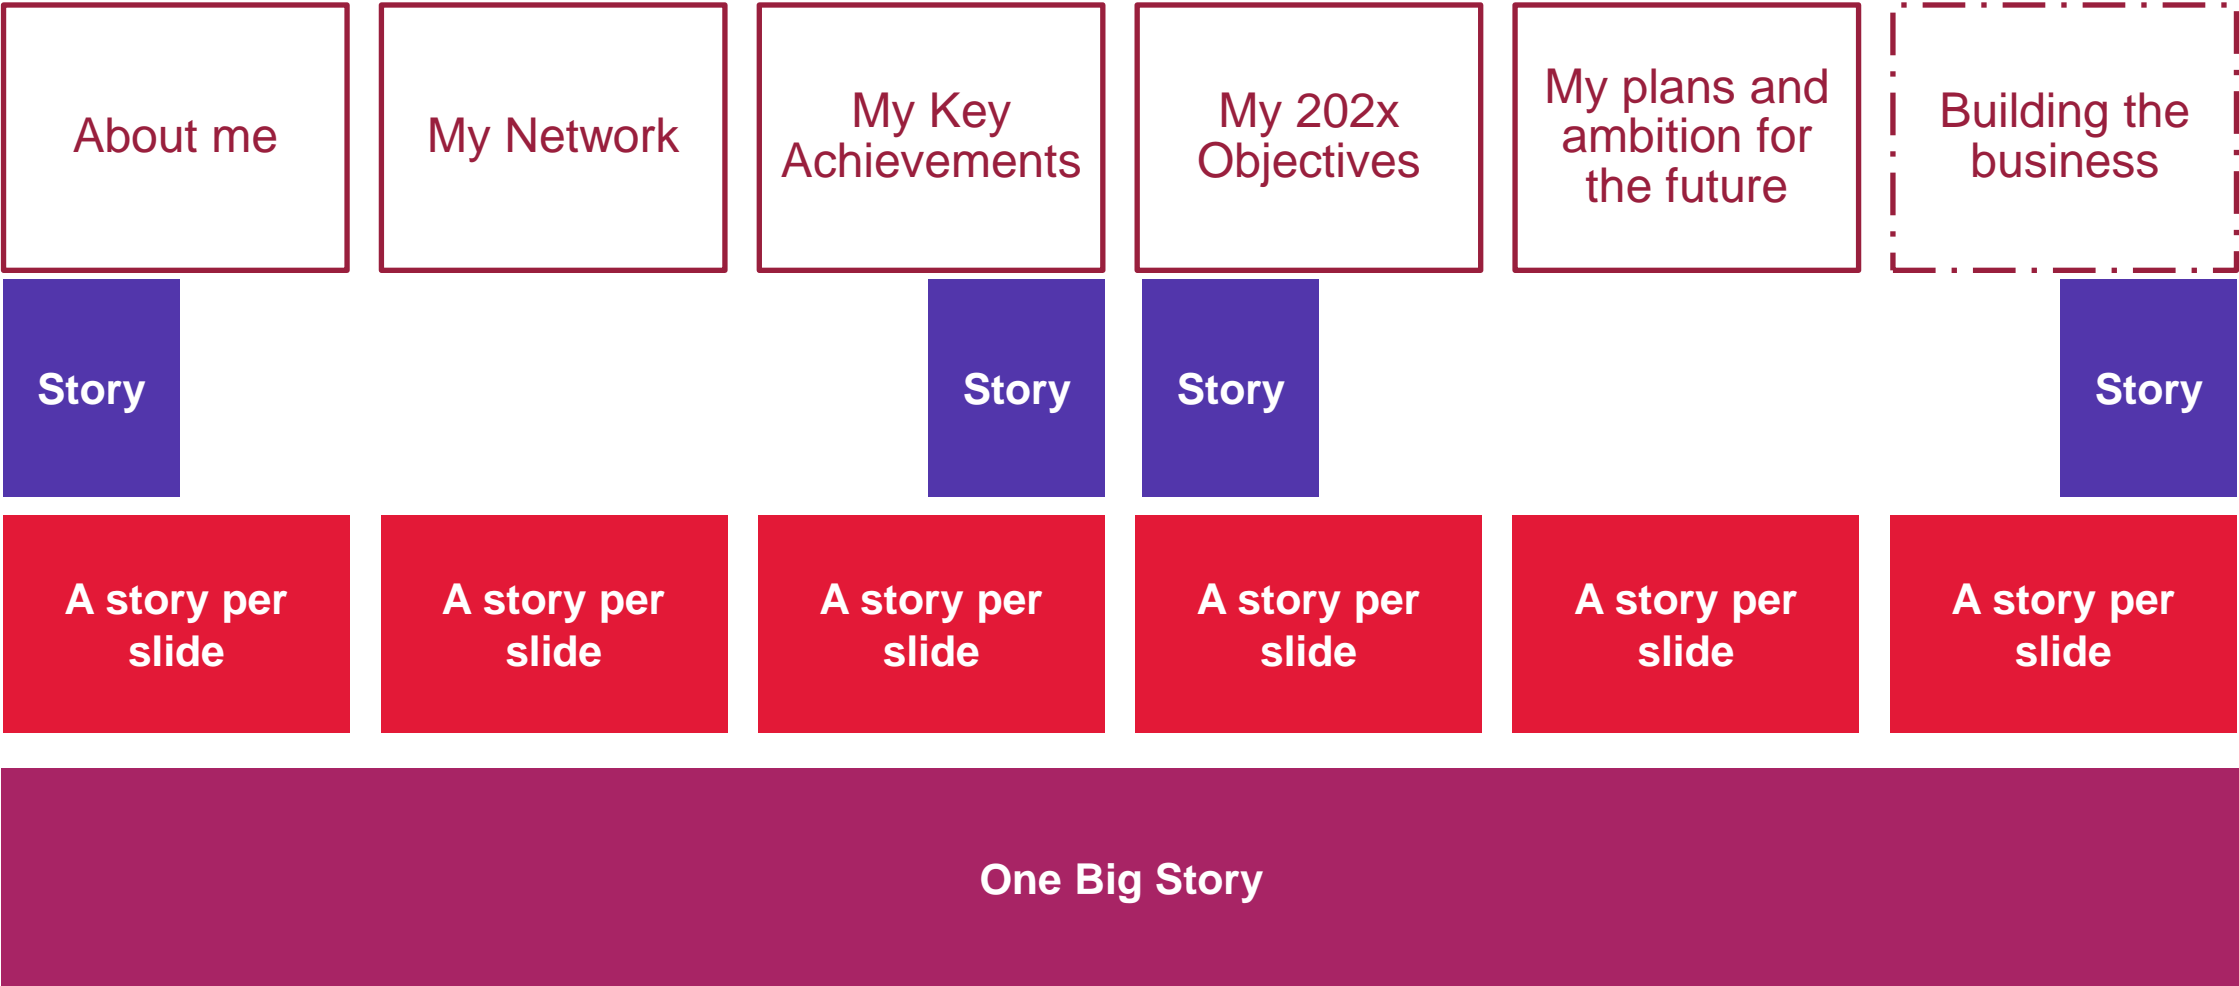 About me
My Network
My Key
Achievements
My 202x
Objectives
My plans and
ambition for
the future
Building the
business
Story
Story
Story
Story
A story per
slide
A story per
slide
A story per
slide
A story per
slide
A story per
slide
A story per
slide
One Big Story